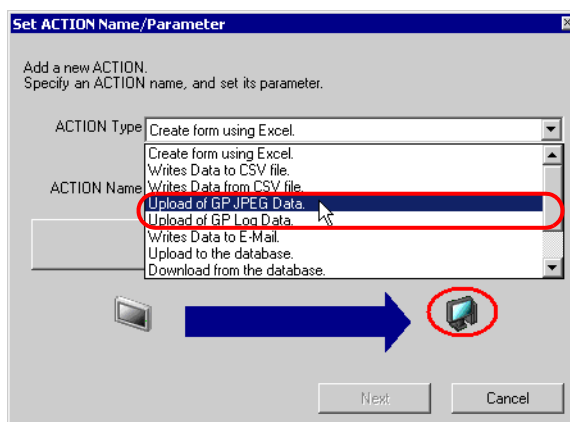 Set ACTION Name/Parameter
Add a new ACTION.
Specify an ACTION name, and set its parameter.
ACTION Type Create form using Excel.
Create form using Excel.
Writes Data to CSV file.
ACTION Name Writes Data from CSV file.
Upload of GP JPEG Data.
Upload of GP Log Data.
Writes Data to E-Mail.
Upload to the database.
Download from the database.
Next Cancel